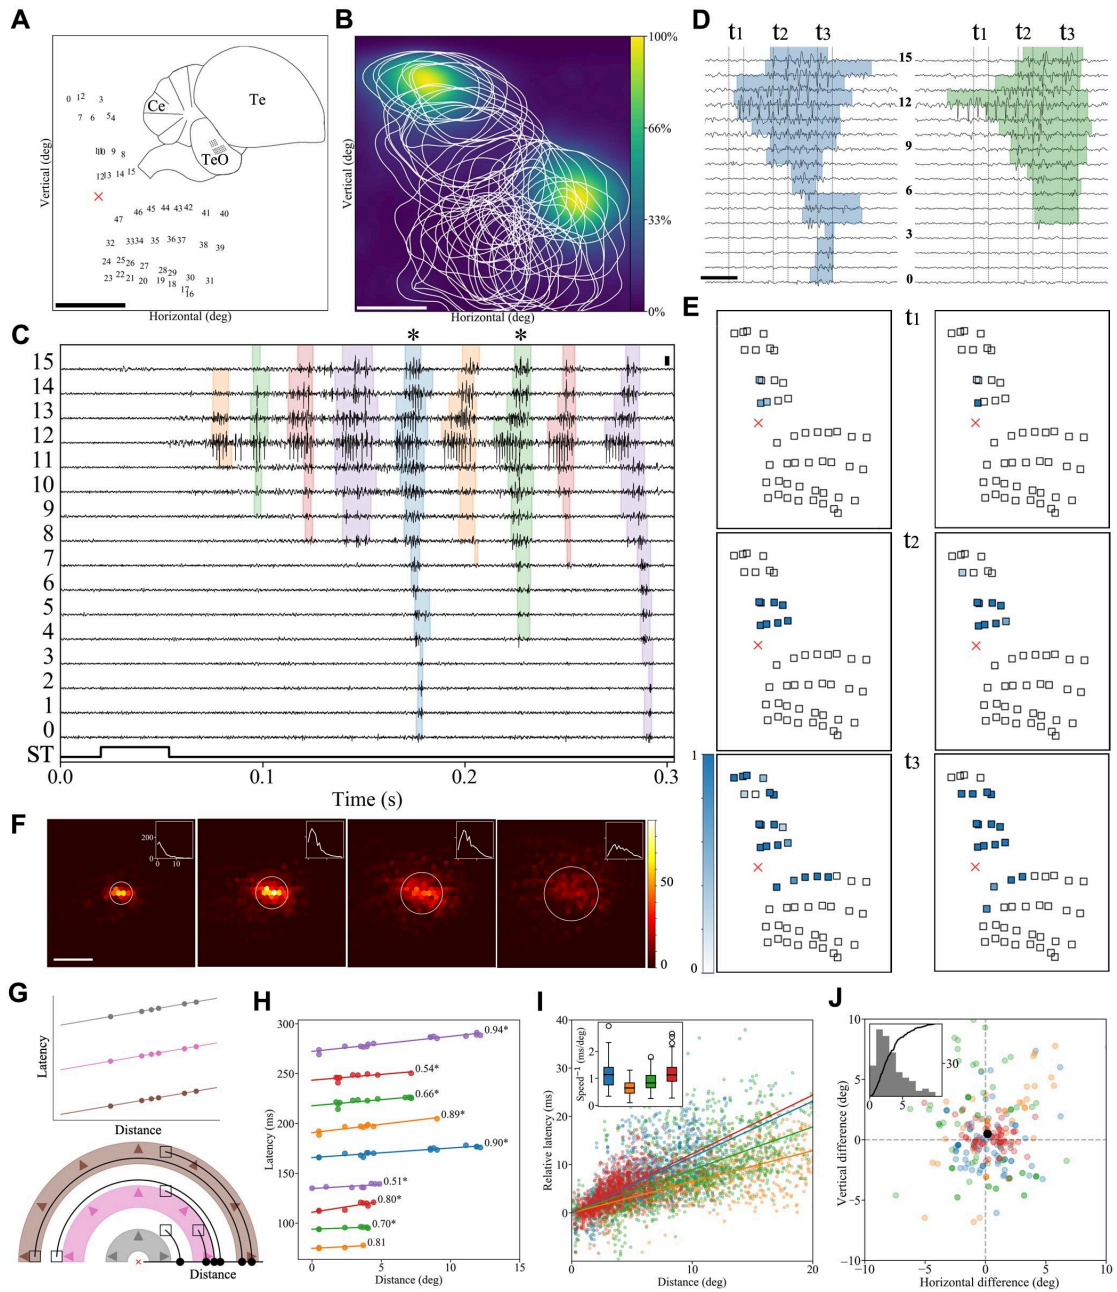 A
0 12 3
7 6 5 4
11 10 9 8
12 13 14 15
Ce
Te
TeO
47 46 45 44 43 42 41 40
32 33 34 35 36 37 38 39
24 25 26 27 28 29 30 31
23 22 21 20 19 18 17 16
Vertical (deg)
Horizontal (deg)
B
100%
66%
33%
0%
Vertical (deg)
Horizontal (deg)
D
t1 t2 t3 t1 t2 t3
15
12
9
6
3
0
C
* *
15
14
13
12
11
10
9
8
7
6
5
4
3
2
1
0
ST
0.0 0.1 0.2 0.3
Time (s)
E
t1
t2
t3
1
0
F
200
0
0 10
50
0
G
Latency
Distance
Distance
H
300
250
200
150
100
0.94*
0.54*
0.66*
0.89*
0.90*
0.51*
0.80*
0.70*
0.81
0 5 10 15
Latency (ms)
Distance (deg)
I
40
30
20
10
0
−10
0 5 10 15 20
Relative latency (ms)
Distance (deg)
Speed⁻¹ (ms/deg)
2
1
0
J
10
5
0
−5
−10
−10 −5 0 5 10
Vertical difference (deg)
Horizontal difference (deg)
30
0 5